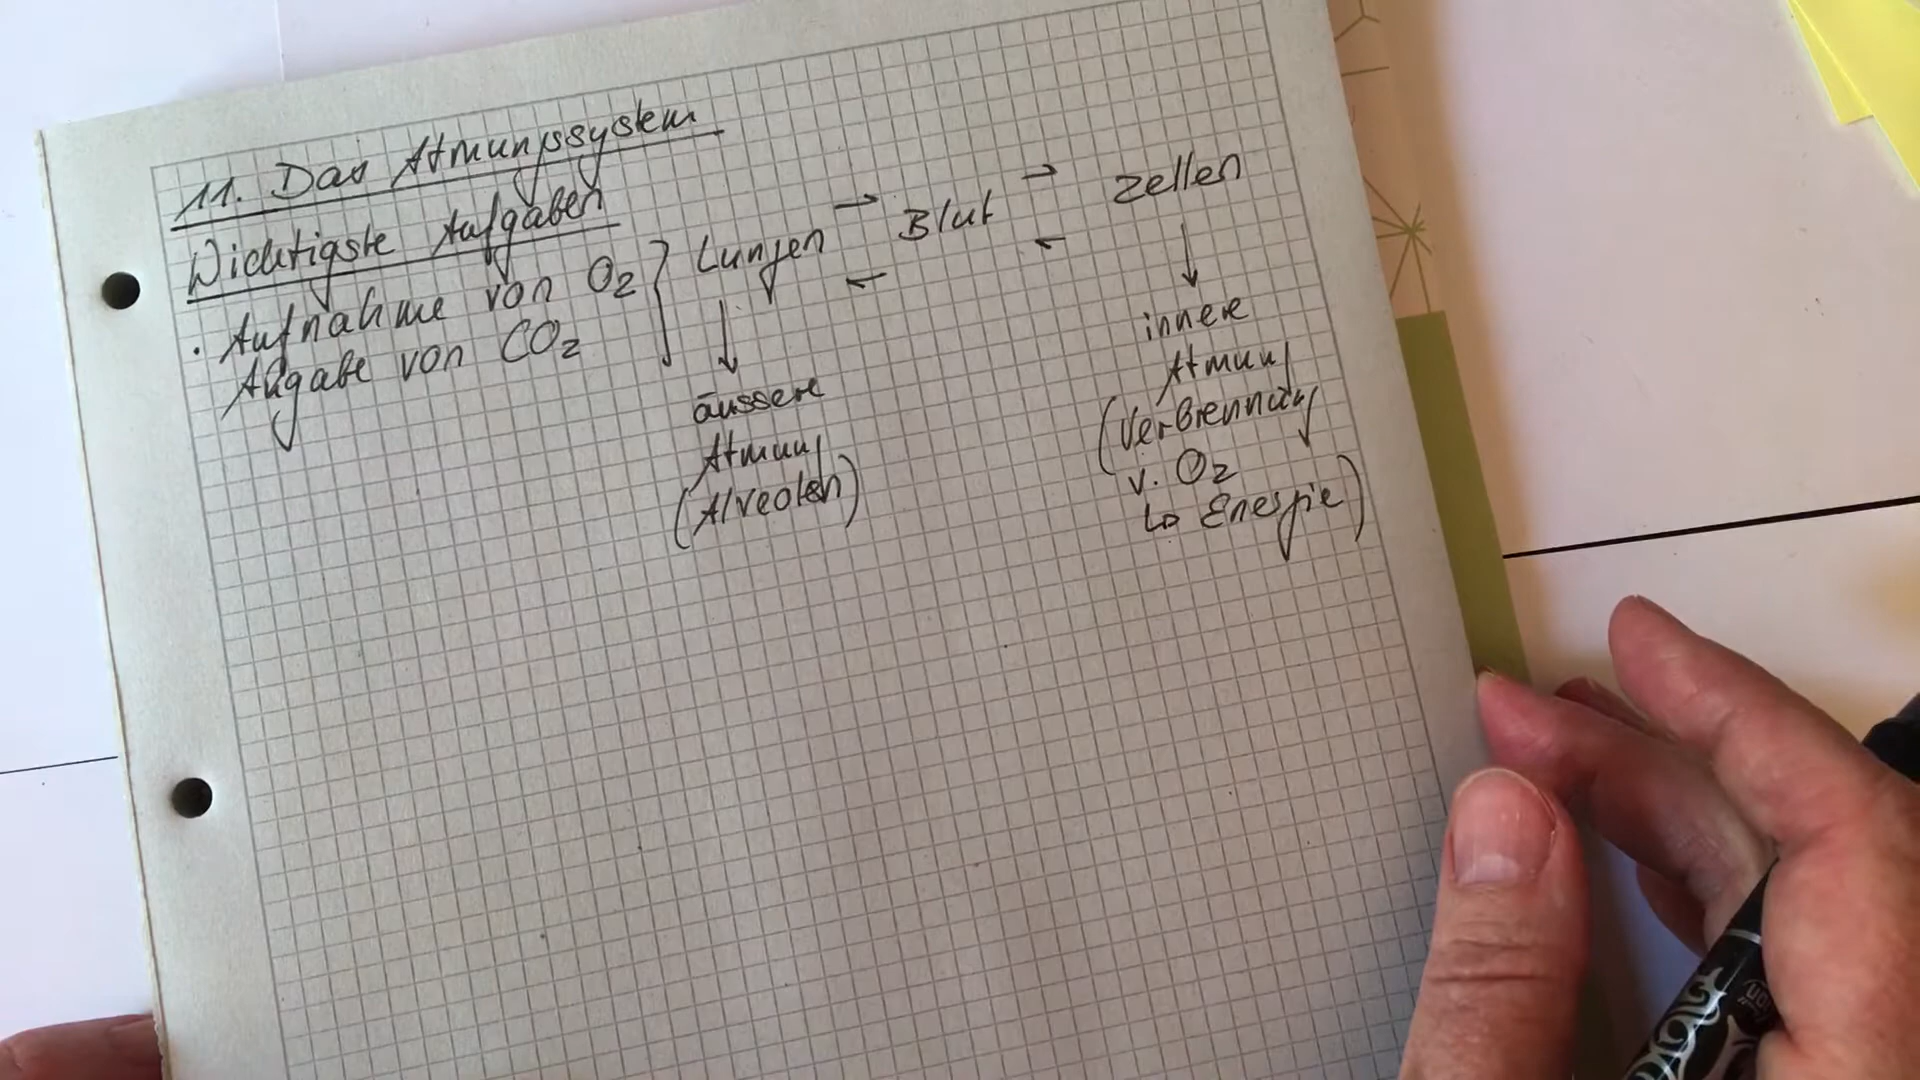 11. Das Atmungssystem
Wichtigste Aufgaben
• Aufnahme von O2
Abgabe von CO2
} Lungen → ← Blut → ← Zellen
↓
äussere
Atmung
(Alveolen)
↓
innere
Atmung
(Verbrennung
v. O2
↳ Energie)